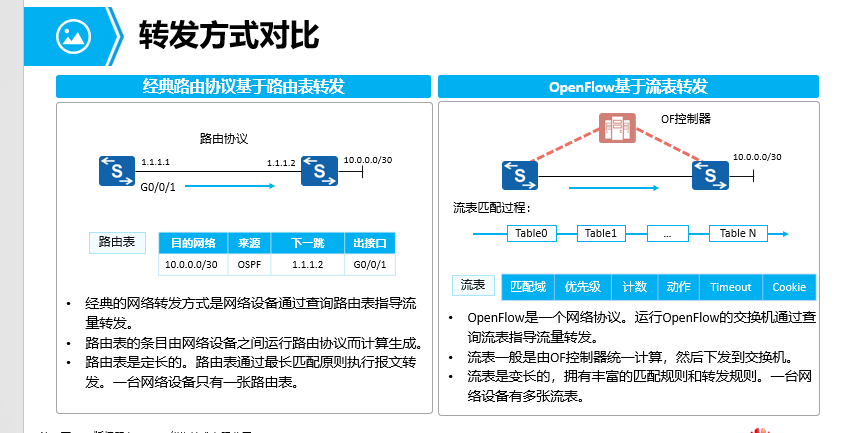 转发方式对比
经典路由协议基于路由表转发
路由协议
1.1.1.1
1.1.1.2
10.0.0.0/30
G0/0/1
路由表
目的网络 来源 下一跳 出接口
10.0.0.0/30 OSPF 1.1.1.2 G0/0/1
• 经典的网络转发方式是网络设备通过查询路由表指导流
量转发。
• 路由表的条目由网络设备之间运行路由协议而计算生成。
• 路由表是定长的。路由表通过最长匹配原则执行报文转
发。一台网络设备只有一张路由表。
OpenFlow基于流表转发
OF控制器
10.0.0.0/30
流表匹配过程：
Table0 Table1 ... Table N
流表
匹配域 优先级 计数 动作 Timeout Cookie
• OpenFlow是一个网络协议。运行OpenFlow的交换机通过查
询流表指导流量转发。
• 流表一般是由OF控制器统一计算，然后下发到交换机。
• 流表是变长的，拥有丰富的匹配规则和转发规则。一台网
络设备有多张流表。